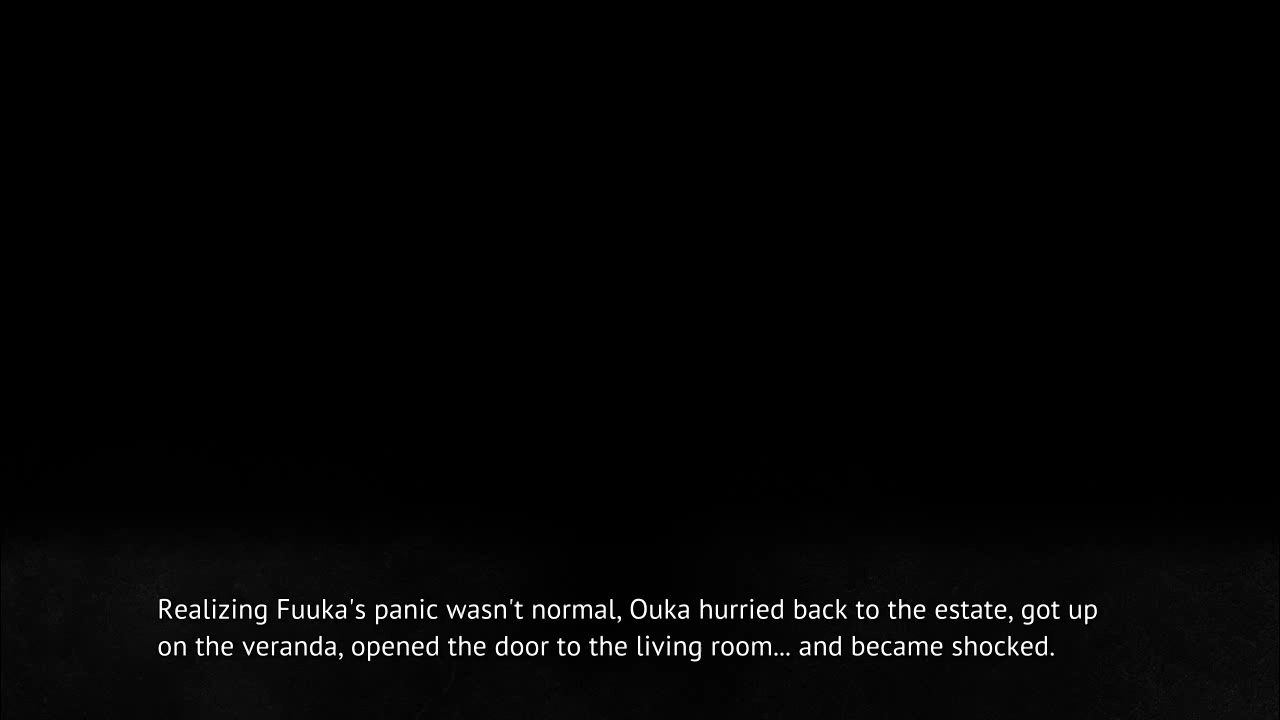 Realizing Fuuka's panic wasn't normal, Ouka hurried back to the estate, got up
on the veranda, opened the door to the living room... and became shocked.